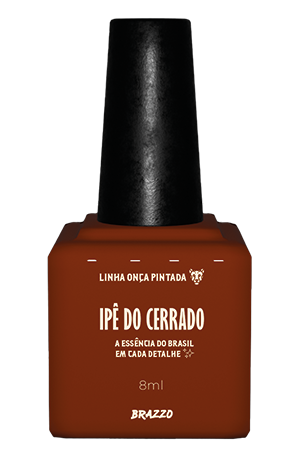 LINHA ONÇA PINTADA
IPÊ DO CERRADO
A ESSÊNCIA DO BRASIL
EM CADA DETALHE
8ml
BRAZZO